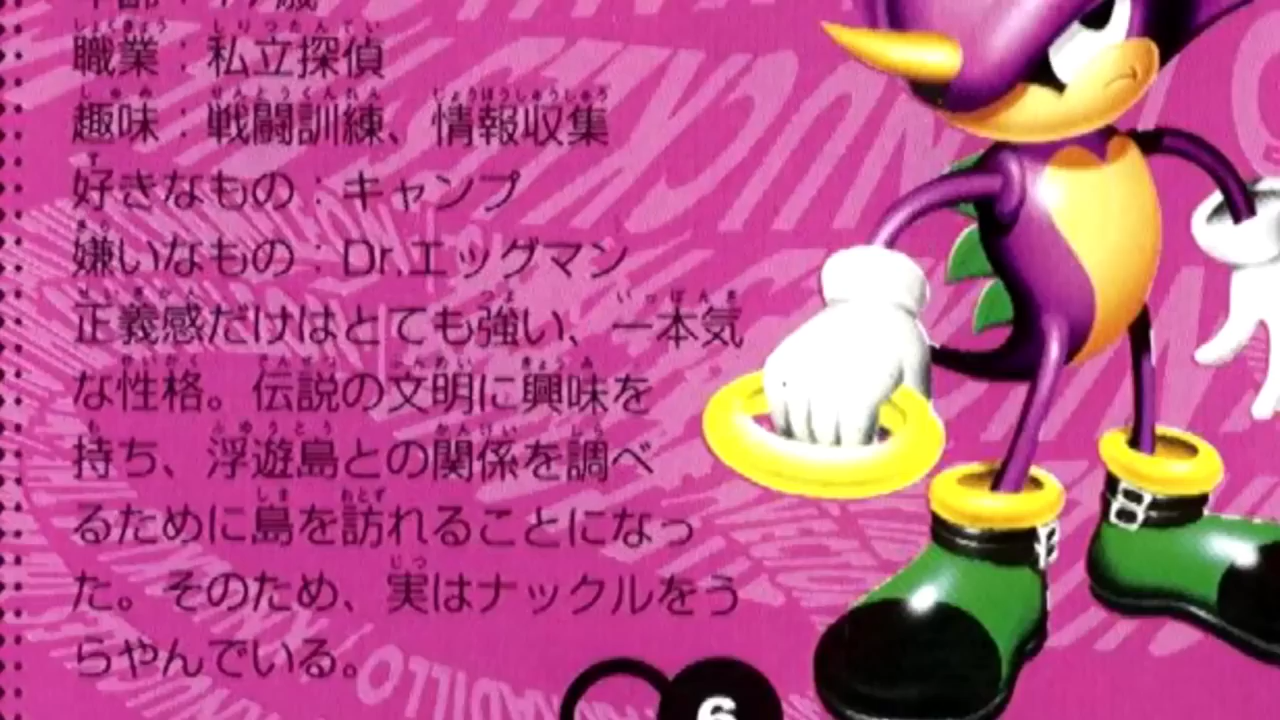 職業：私立探偵
趣味：戦闘訓練、情報収集
好きなもの：キャンプ
嫌いなもの：Dr.エッグマン
正義感だけはとても強い、一本気
な性格。伝説の文明に興味を
持ち、浮遊島との関係を調べ
るために島を訪れることになっ
た。そのため、実はナックルをう
らやんでいる。
6